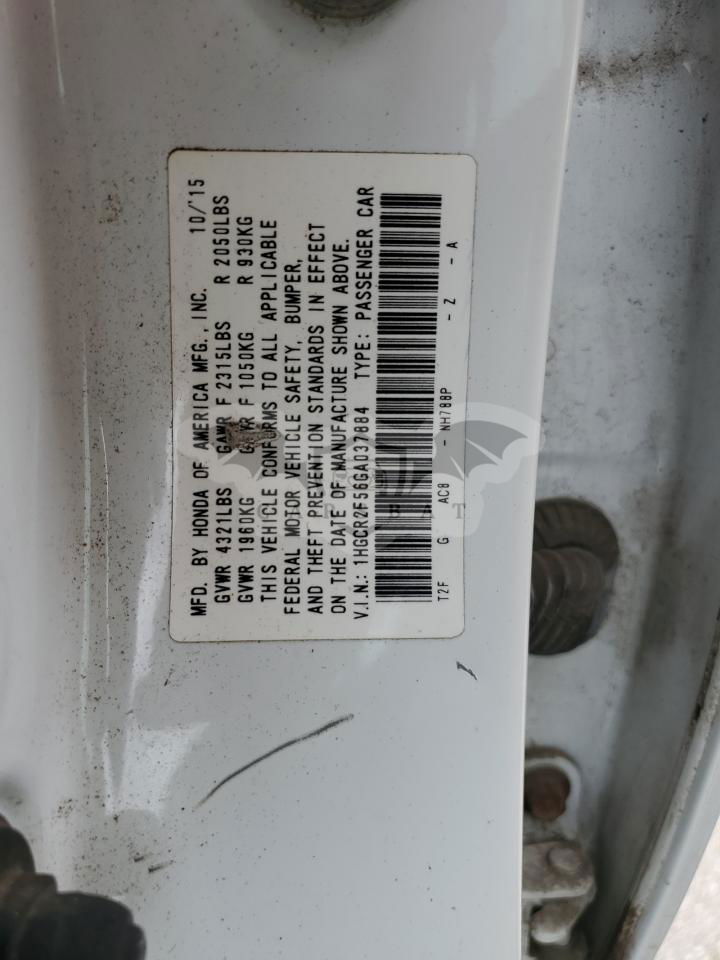 MFD. BY HONDA OF AMERICA MFG., INC. 10/'15
GVWR 4321LBS GAWR F 2315LBS R 2050LBS
GVWR 1960KG GAWR F 1050KG R 930KG
THIS VEHICLE CONFORMS TO ALL APPLICABLE
FEDERAL MOTOR VEHICLE SAFETY, BUMPER,
AND THEFT PREVENTION STANDARDS IN EFFECT
ON THE DATE OF MANUFACTURE SHOWN ABOVE.
V.I.N.: 1HGCR2F56GA037884 TYPE: PASSENGER CAR
T2F G AC8 - NH788P - Z - A